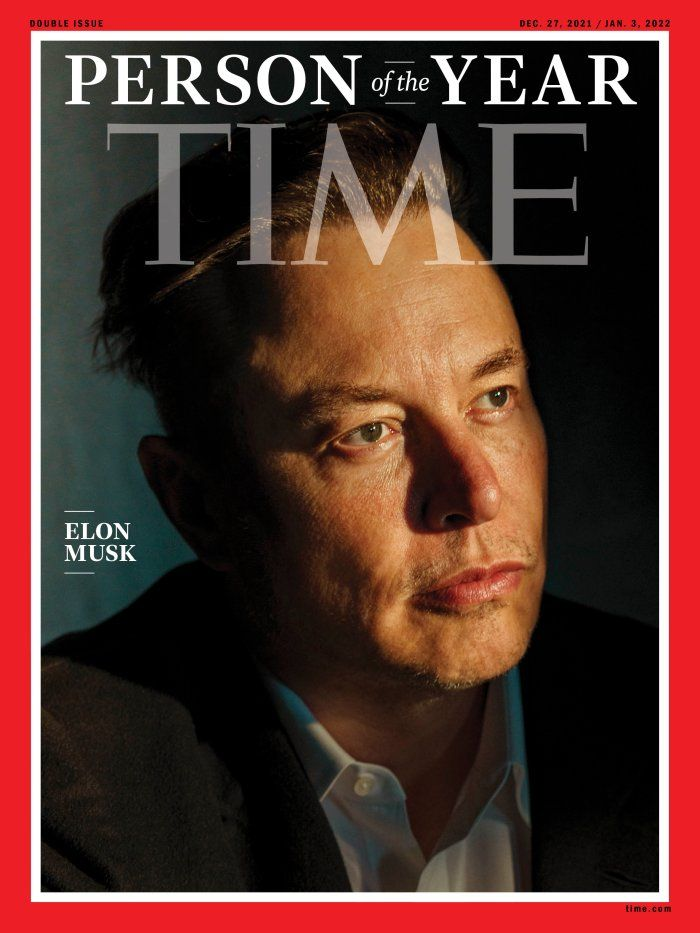 DOUBLE ISSUE
DEC. 27, 2021 / JAN. 3, 2022
PERSON of the YEAR
TIME
ELON
MUSK
time.com